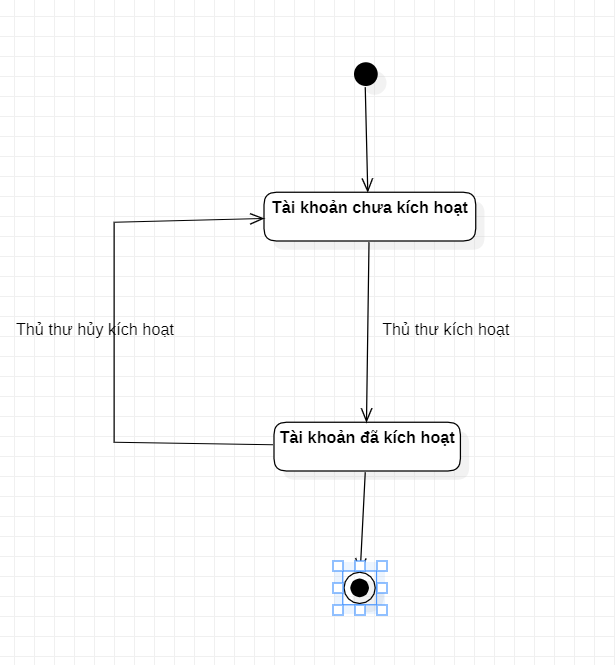 Tài khoản chưa kích hoạt
Thủ thư hủy kích hoạt
Thủ thư kích hoạt
Tài khoản đã kích hoạt